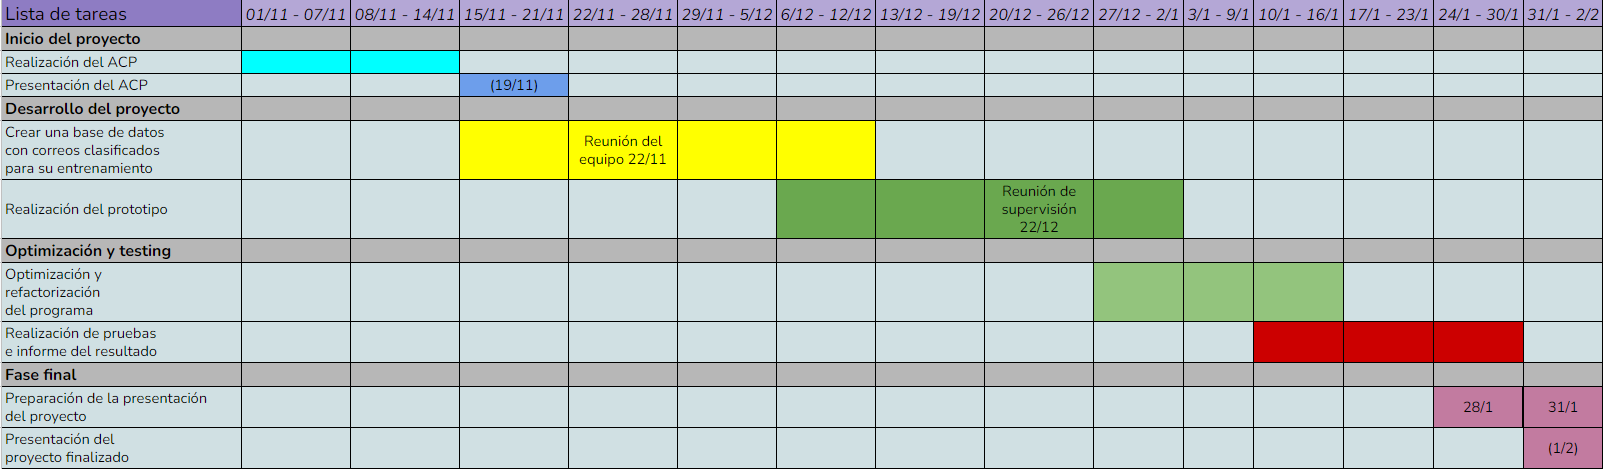 Lista de tareas 01/11 - 07/11 08/11 - 14/11 15/11 - 21/11 22/11 - 28/11 29/11 - 5/12 6/12 - 12/12 13/12 - 19/12 20/12 - 26/12 27/12 - 2/1 3/1 - 9/1 10/1 - 16/1 17/1 - 23/1 24/1 - 30/1 31/1 - 2/2
Inicio del proyecto
Realización del ACP
Presentación del ACP (19/11)
Desarrollo del proyecto
Crear una base de datos
con correos clasificados
para su entrenamiento
Reunión del
equipo 22/11
Realización del prototipo
Reunión de
supervisión
22/12
Optimización y testing
Optimización y
refactorización
del programa
Realización de pruebas
e informe del resultado
Fase final
Preparación de la presentación
del proyecto
28/1 31/1
Presentación del
proyecto finalizado
(1/2)